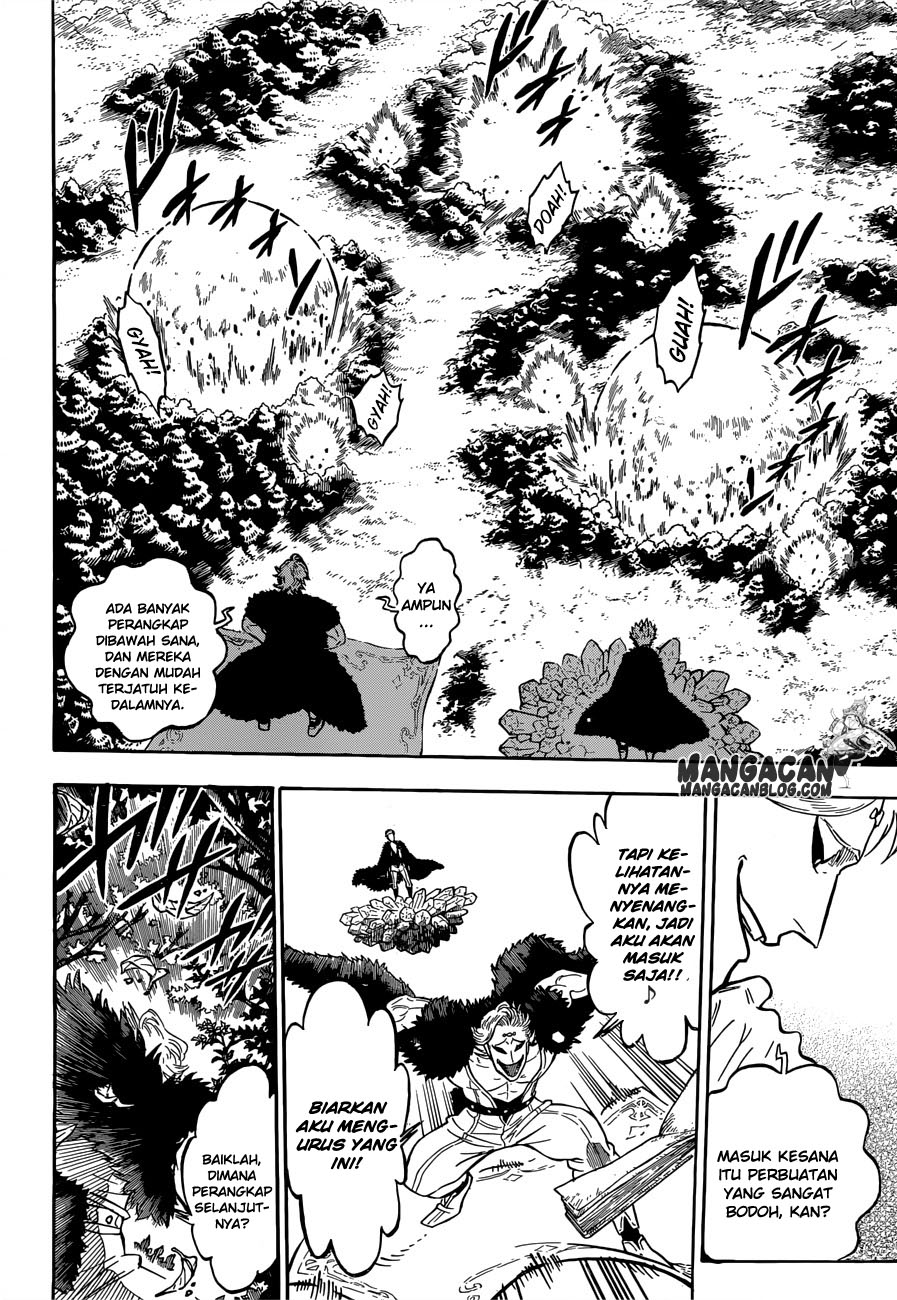 DOAH!
GUAH!
GYAH!
GYAH!
YA
AMPUN
...
ADA BANYAK
PERANGKAP
DIBAWAH SANA,
DAN MEREKA
DENGAN MUDAH
TERJATUH KE-
DALAMNYA.
MANGACAN
MANGACANBLOG.COM
MASUK KESANA
ITU PERBUATAN
YANG SANGAT
BODOH, KAN?
TAPI KE-
LIHATAN-
NYA ME-
NYENANG-
KAN, JADI
AKU AKAN
MASUK
SAJA!!
♪
BIARKAN
AKU MENG-
URUS YANG
INI!
BAIKLAH,
DIMANA
PERANGKAP
SELANJUT-
NYA?